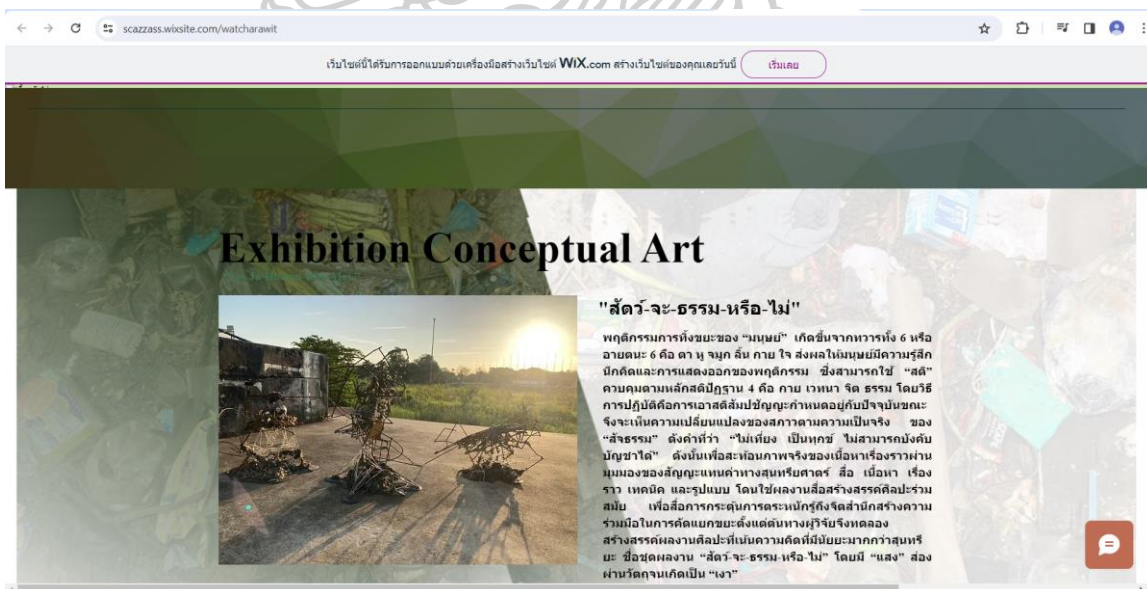 scazzass.wixsite.com/watcharawit
เว็บไซต์นี้ได้รับการออกแบบด้วยเครื่องมือสร้างเว็บไซต์ WiX.com สร้างเว็บไซต์ของคุณเลยวันนี้ เริ่มเลย
Exhibition Conceptual Art
"สัตว์-จะ-ธรรม-หรือ-ไม่"
พฤติกรรมการทิ้งขยะของ “มนุษย์” เกิดขึ้นจากทวารทั้ง 6 หรือ
อายตนะ 6 คือ ตา หู จมูก ลิ้น กาย ใจ ส่งผลให้มนุษย์มีความรู้สึก
นึกคิดและการแสดงออกของพฤติกรรม ซึ่งสามารถใช้ “สติ”
ควบคุมตามหลักสติปัฏฐาน 4 คือ กาย เวทนา จิต ธรรม โดยวิธี
การปฏิบัติคือการเอาสติสัมปชัญญะกำหนดอยู่กับปัจจุบันขณะ
จึงจะเห็นความเปลี่ยนแปลงของสภาวตามความเป็นจริง ของ
“สัจธรรม” ดังคำที่ว่า “ไม่เที่ยง เป็นทุกข์ ไม่สามารถบังคับ
บัญชาได้” ดังนั้นเพื่อสะท้อนภาพจริงของเนื้อหาเรื่องราวผ่าน
มุมมองของสัญญะแทนค่าทางสุนทรียศาตร์ สื่อ เนื้อหา เรื่อง
ราว เทคนิค และรูปแบบ โดนใช้ผลงานสื่อสร้างสรรค์ศิลปะร่วม
สมัย เพื่อสื่อการกระตุ้นการตระหนักรู้ถึงจิตสำนึกสร้างความ
ร่วมมือในการคัดแยกขยะตั้งแต่ต้นทางผู้วิจัยจึงทดลอง
สร้างสรรค์ผลงานศิลปะที่เน้นความคิดที่มีนัยยะมากกว่าสุนทรี
ยะ ชื่อชุดผลงาน “สัตว์-จะ-ธรรม-หรือ-ไม่” โดยมี “แสง” ส่อง
ผ่านวัตถุจนเกิดเป็น “เงา”